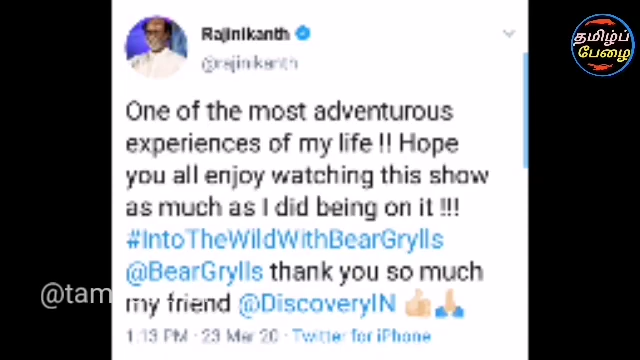 Rajinikanth
@rajinikanth
தமிழ்ப்
பேழை
One of the most adventurous
experiences of my life !! Hope
you all enjoy watching this show
as much as I did being on it !!!
#IntoTheWildWithBearGrylls
@BearGrylls thank you so much
my friend @DiscoveryIN 👍🏼🙏🏼
1:13 PM · 23 Mar 20 · Twitter for iPhone
@tam